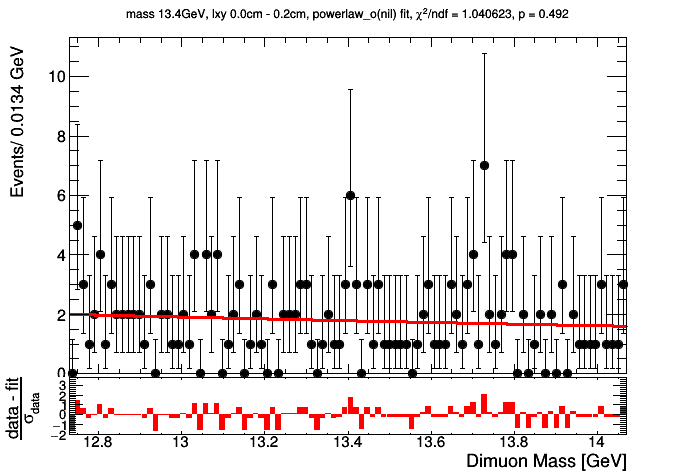 mass 13.4GeV, lxy 0.0cm - 0.2cm, powerlaw_o(nil) fit, χ²/ndf = 1.040623, p = 0.492
Events/ 0.0134 GeV
10
8
6
4
2
0
data - fit
σdata
3
2
1
0
−1
−2
12.8 13 13.2 13.4 13.6 13.8 14
Dimuon Mass [GeV]